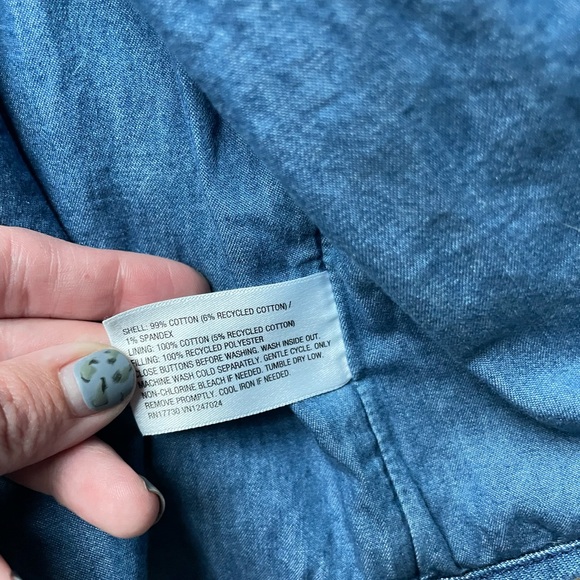 SHELL: 99% COTTON (6% RECYCLED COTTON) /
1% SPANDEX
LINING: 100% COTTON (5% RECYCLED COTTON)
FILLING: 100% RECYCLED POLYESTER
CLOSE BUTTONS BEFORE WASHING. WASH INSIDE OUT.
MACHINE WASH COLD SEPARATELY. GENTLE CYCLE. ONLY
NON-CHLORINE BLEACH IF NEEDED. TUMBLE DRY LOW.
REMOVE PROMPTLY. COOL IRON IF NEEDED.
RN17730 VN1247024